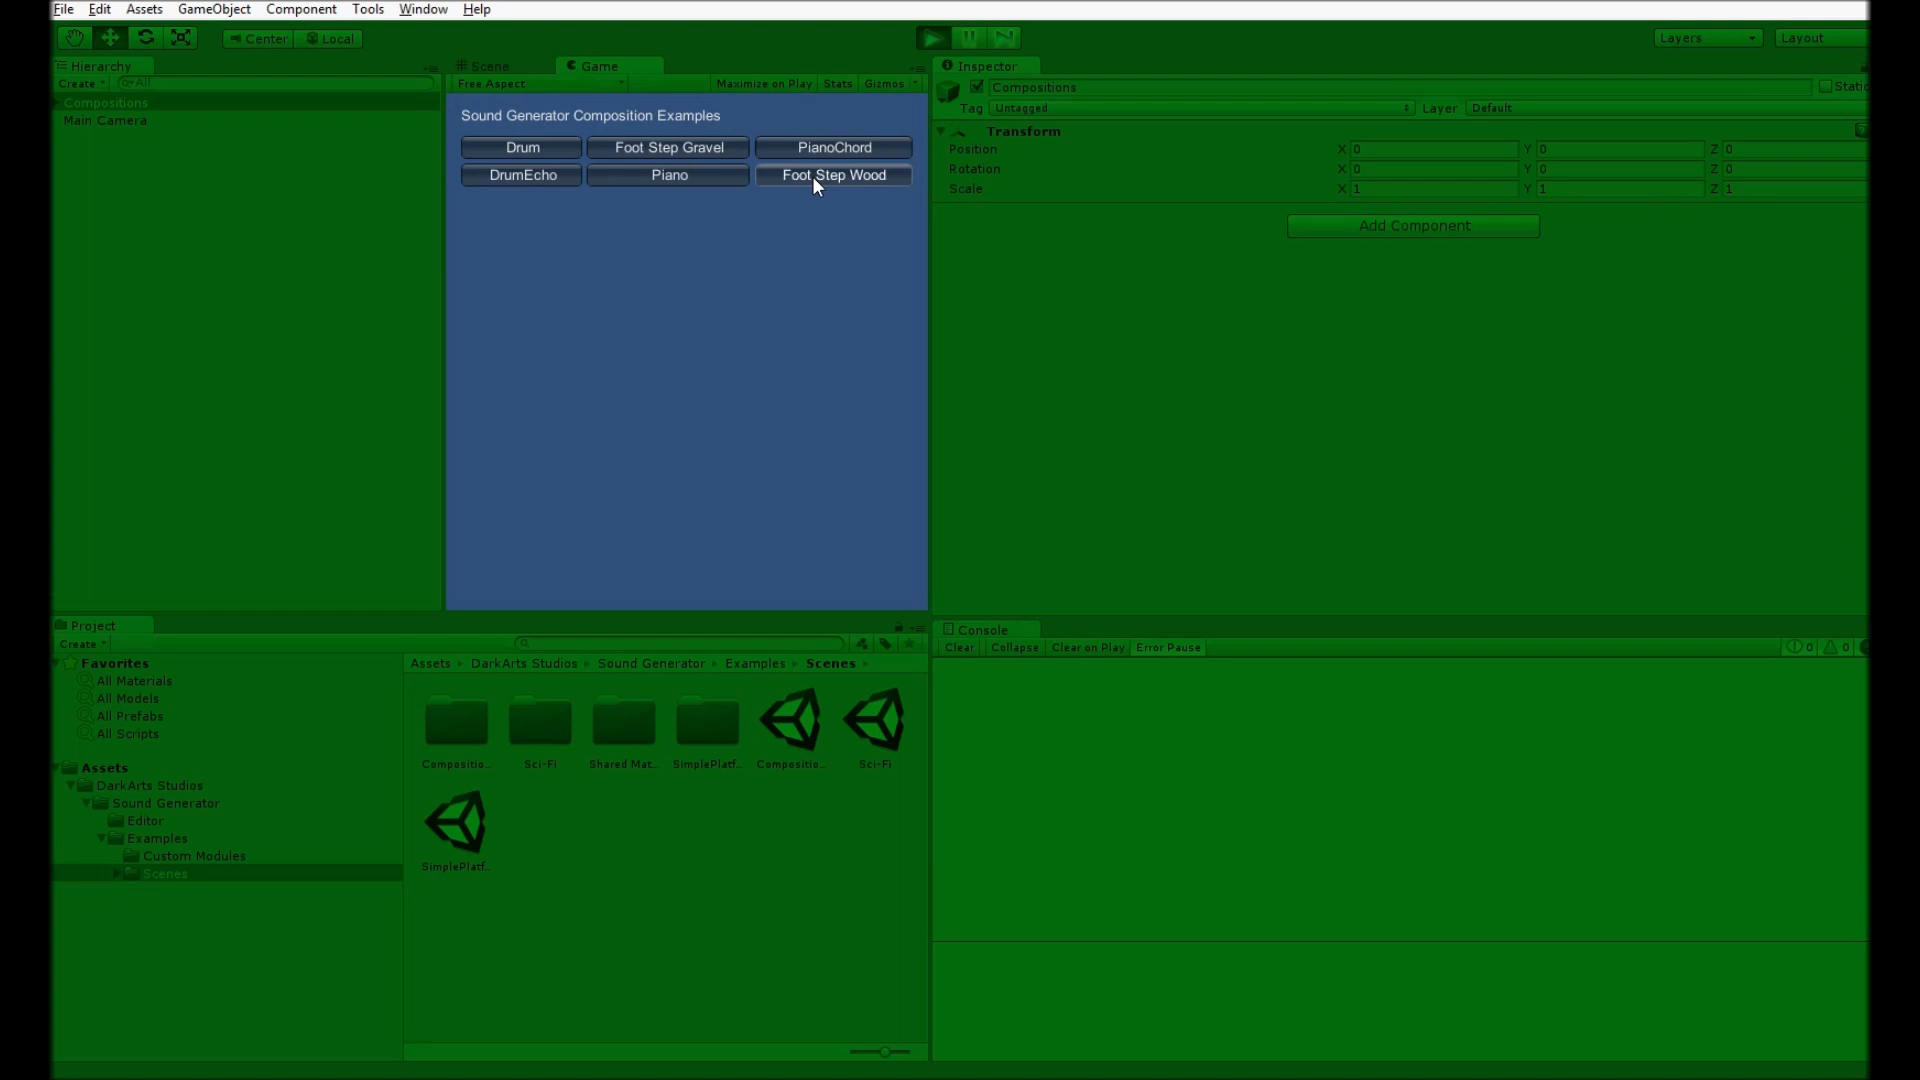 File Edit Assets GameObject Component Tools Window Help
Center Local
Layers
Layout
Hierarchy
Create All
Compositions
Main Camera
Scene Game
Free Aspect Maximize on Play Stats Gizmos
Sound Generator Composition Examples
Drum Foot Step Gravel PianoChord
DrumEcho Piano Foot Step Wood
Inspector
Compositions Static
Tag Untagged Layer Default
Transform
Position X 0 Y 0 Z 0
Rotation X 0 Y 0 Z 0
Scale X 1 Y 1 Z 1
Add Component
Project
Create
Favorites
All Materials
All Models
All Prefabs
All Scripts
Assets
DarkArts Studios
Sound Generator
Editor
Examples
Custom Modules
Scenes
Assets DarkArts Studios Sound Generator Examples Scenes
Compositio... Sci-Fi Shared Mat... SimplePlatf... Compositio... Sci-Fi
SimplePlatf...
Console
Clear Collapse Clear on Play Error Pause 0 0